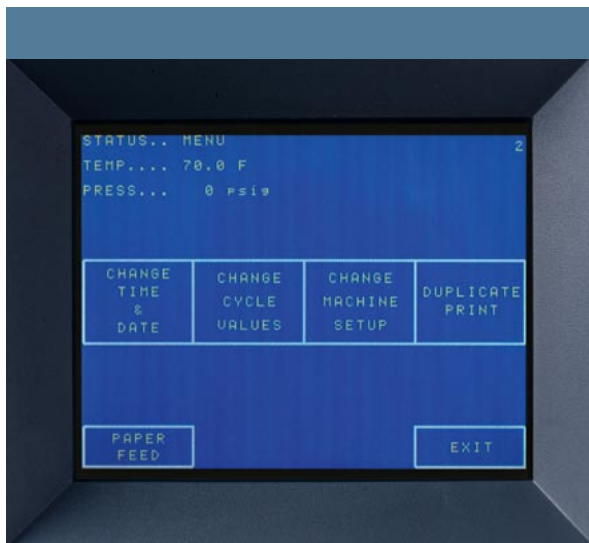 STATUS.. MENU 2
TEMP.... 70.0 F
PRESS... 0 psig
CHANGE
TIME
&
DATE
CHANGE
CYCLE
VALUES
CHANGE
MACHINE
SETUP
DUPLICATE
PRINT
PAPER
FEED
EXIT